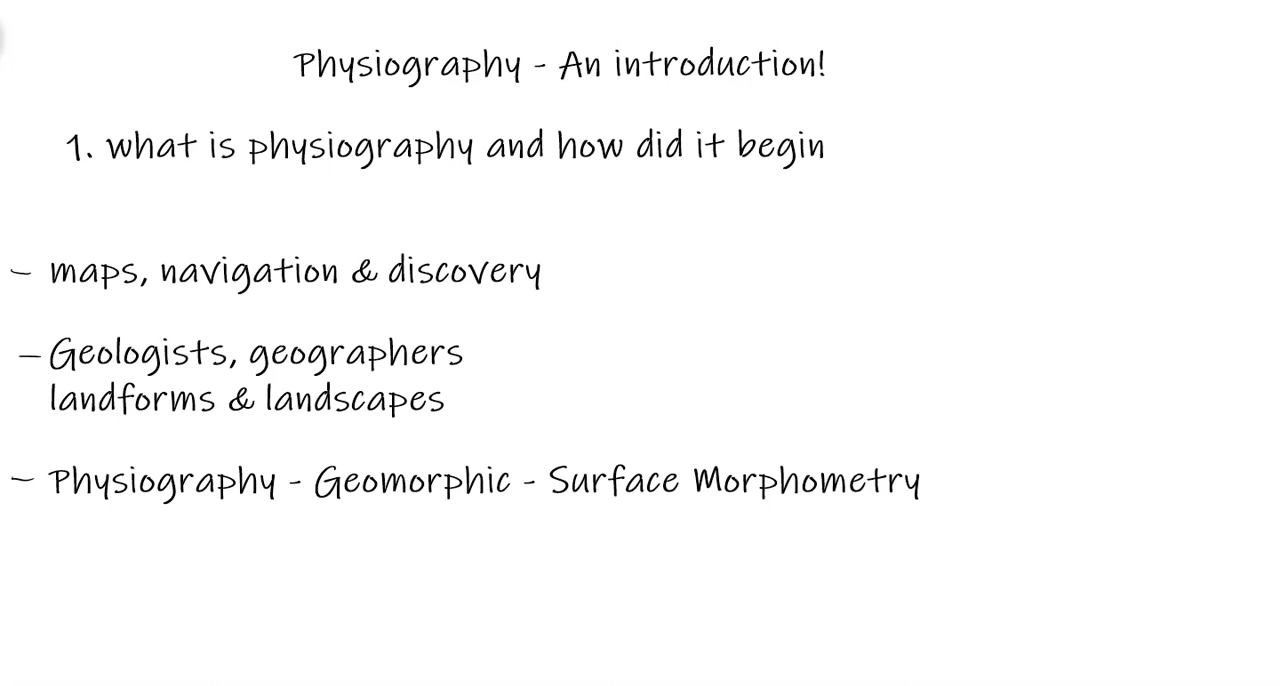 Physiography - An introduction!
1. what is physiography and how did it begin
- maps, navigation & discovery
- Geologists, geographers
landforms & landscapes
- Physiography - Geomorphic - Surface Morphometry